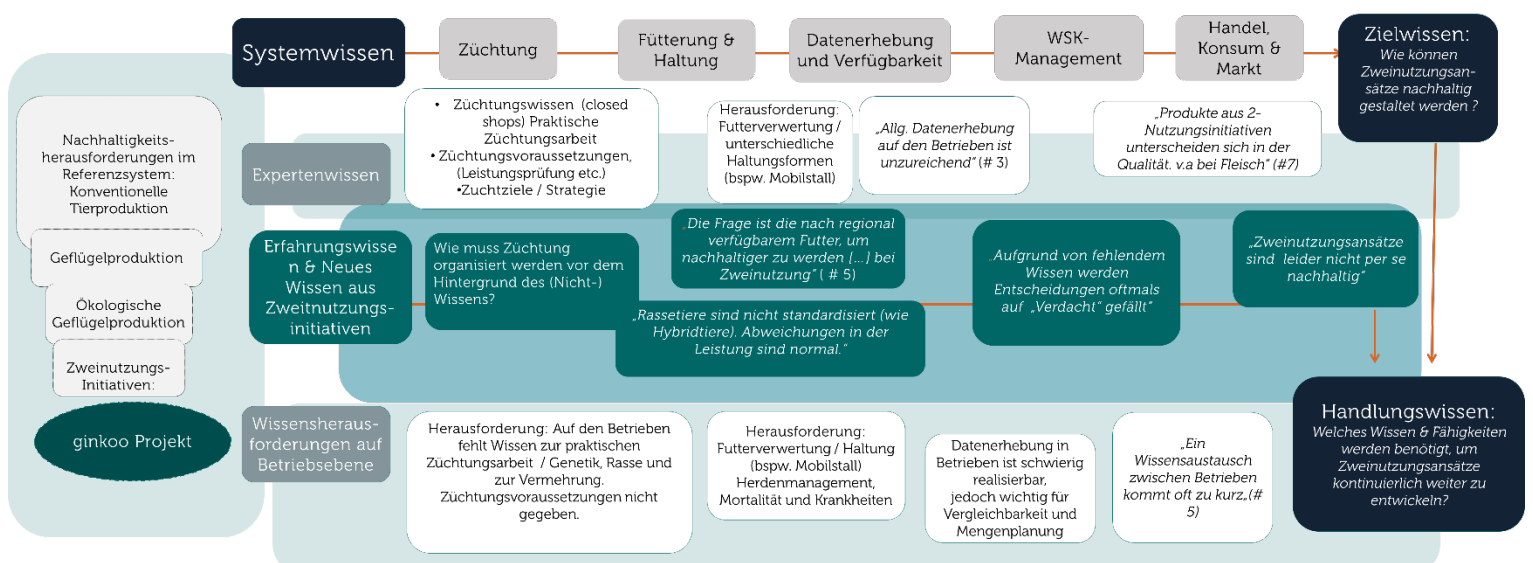 Systemwissen
Züchtung
Fütterung &
Haltung
Datenerhebung
und Verfügbarkeit
WSK-
Management
Handel,
Konsum &
Markt
Zielwissen:
Wie können
Zweinutzungsan-
sätze nachhaltig
gestaltet werden ?
Nachhaltigkeits-
herausforderungen im
Referenzsystem:
Konventionelle
Tierproduktion
Geflügelproduktion
Ökologische
Geflügelproduktion
Zweinutzungs-
Initiativen:
ginkoo Projekt
Expertenwissen
• Züchtungswissen (closed
shops) Praktische
Züchtungsarbeit
•Züchtungsvoraussetzungen,
(Leistungsprüfung etc.)
•Zuchtziele / Strategie
Herausforderung:
Futterverwertung /
unterschiedliche
Haltungsformen
(bspw. Mobilstall)
„Allg. Datenerhebung
auf den Betrieben ist
unzureichend“ (# 3)
„Produkte aus 2-
Nutzungsinitiativen
unterscheiden sich in der
Qualität. v.a bei Fleisch“ (#7)
Erfahrungswisse
n & Neues
Wissen aus
Zweitnutzungs-
initiativen
Wie muss Züchtung
organisiert werden vor dem
Hintergrund des (Nicht-)
Wissens?
„Die Frage ist die nach regional
verfügbarem Futter, um
nachhaltiger zu werden [...] bei
Zweinutzung“ ( # 5)
„Rassetiere sind nicht standardisiert (wie
Hybridtiere). Abweichungen in der
Leistung sind normal.“
„Aufgrund von fehlendem
Wissen werden
Entscheidungen oftmals
auf „Verdacht“ gefällt“
„Zweinutzungsansätze
sind leider nicht per se
nachhaltig“
Wissensheraus-
forderungen auf
Betriebsebene
Herausforderung: Auf den Betrieben
fehlt Wissen zur praktischen
Züchtungsarbeit / Genetik, Rasse und
zur Vermehrung.
Züchtungsvoraussetzungen nicht
gegeben.
Herausforderung:
Futterverwertung / Haltung
(bspw. Mobilstall)
Herdenmanagement,
Mortalität und Krankheiten
Datenerhebung in
Betrieben ist schwierig
realisierbar,
jedoch wichtig für
Vergleichbarkeit und
Mengenplanung
„Ein
Wissensaustausch
zwischen Betrieben
kommt oft zu kurz„(#
5)
Handlungswissen:
Welches Wissen & Fähigkeiten
werden benötigt, um
Zweinutzungsansätze
kontinuierlich weiter zu
entwickeln?